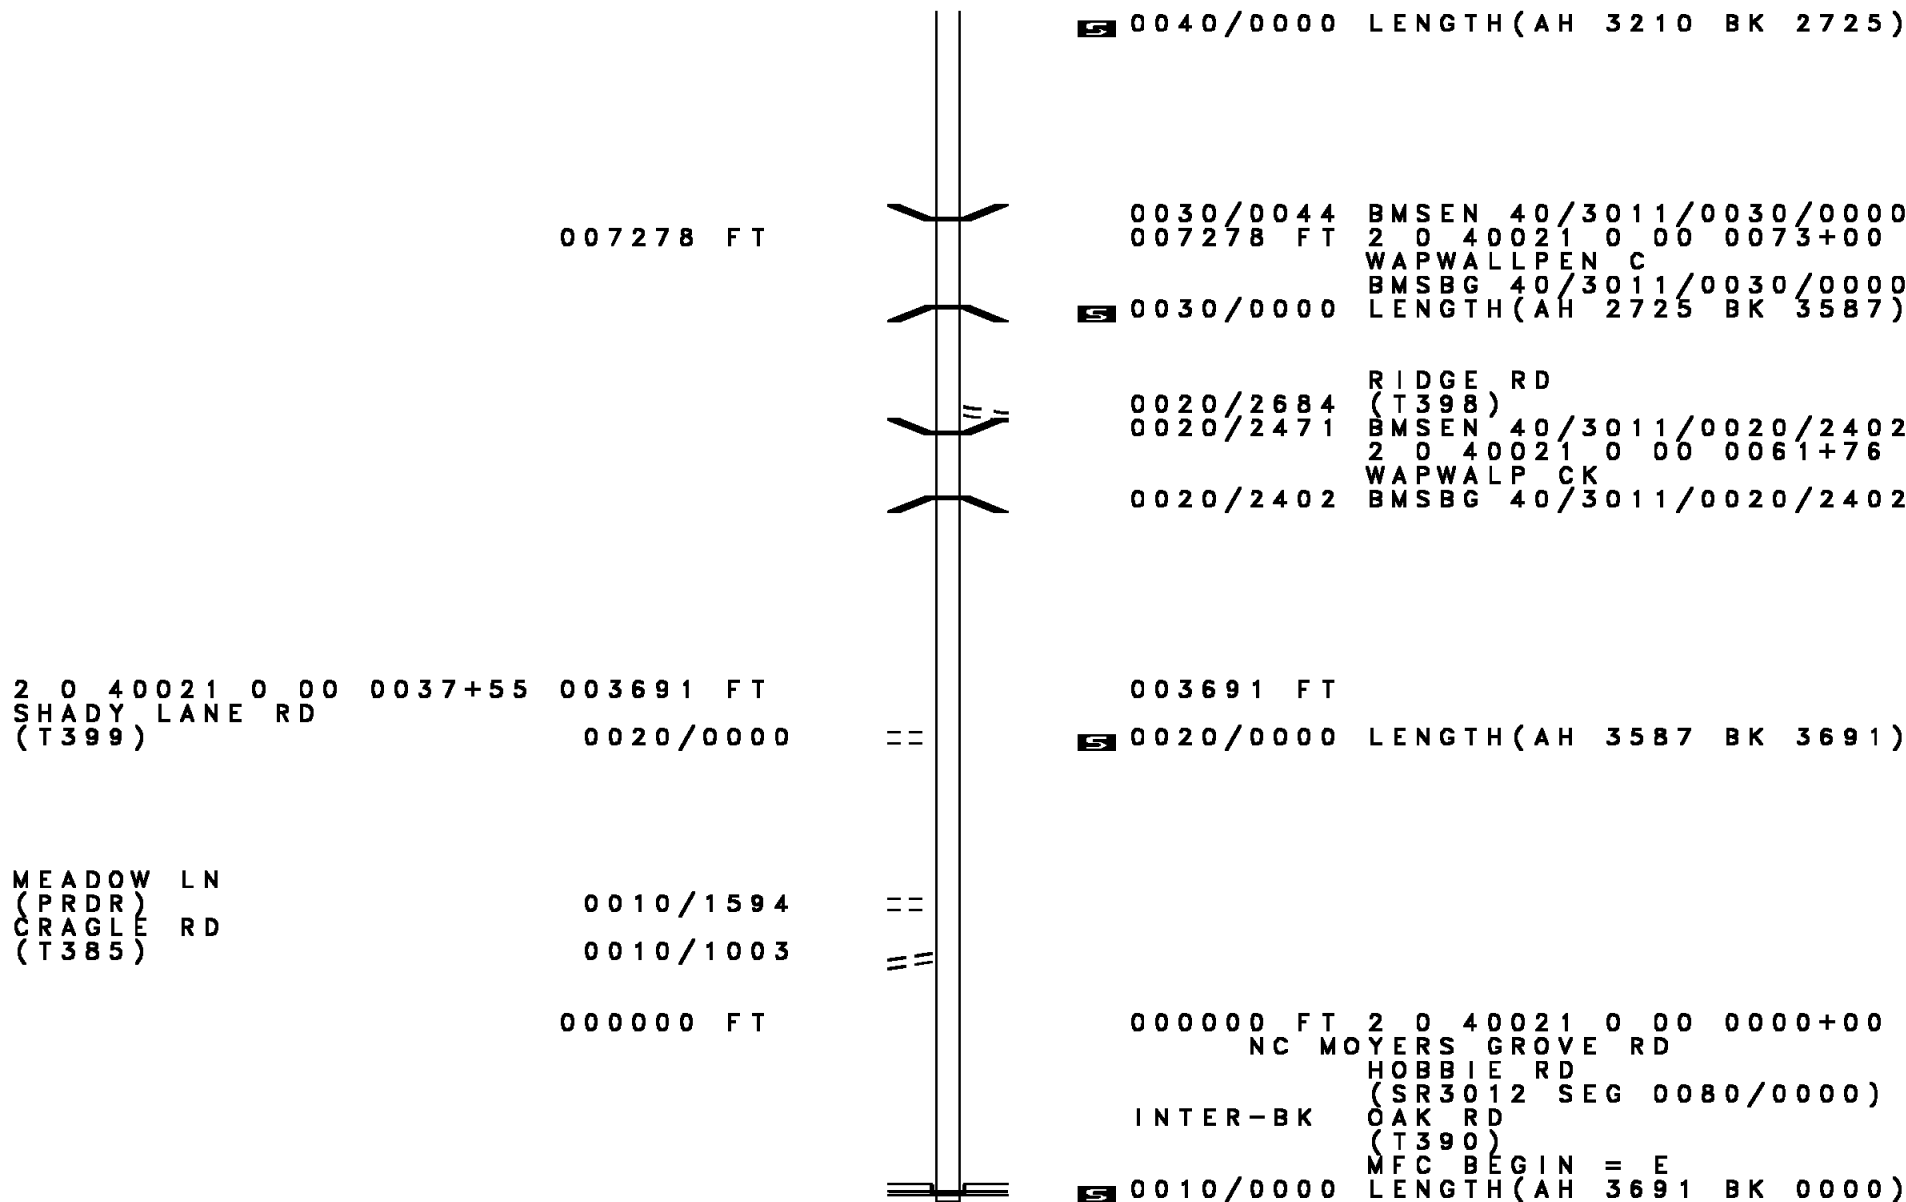 S 0040/0000 LENGTH(AH 3210 BK 2725)
0030/0044 BMSEN 40/3011/0030/0000
007278 FT 007278 FT 2 0 40021 0 00 0073+00
WAPWALLPEN C
BMSBG 40/3011/0030/0000
S 0030/0000 LENGTH(AH 2725 BK 3587)
RIDGE RD
0020/2684 (T398)
0020/2471 BMSEN 40/3011/0020/2402
2 0 40021 0 00 0061+76
WAPWALP CK
0020/2402 BMSBG 40/3011/0020/2402
2 0 40021 0 00 0037+55 003691 FT 003691 FT
SHADY LANE RD
(T399) 0020/0000 S 0020/0000 LENGTH(AH 3587 BK 3691)
MEADOW LN
(PRDR) 0010/1594
CRAGLE RD
(T385) 0010/1003
000000 FT 000000 FT 2 0 40021 0 00 0000+00
NC MOYERS GROVE RD
HOBBIE RD
(SR3012 SEG 0080/0000)
INTER-BK OAK RD
(T390)
MFC BEGIN = E
S 0010/0000 LENGTH(AH 3691 BK 0000)